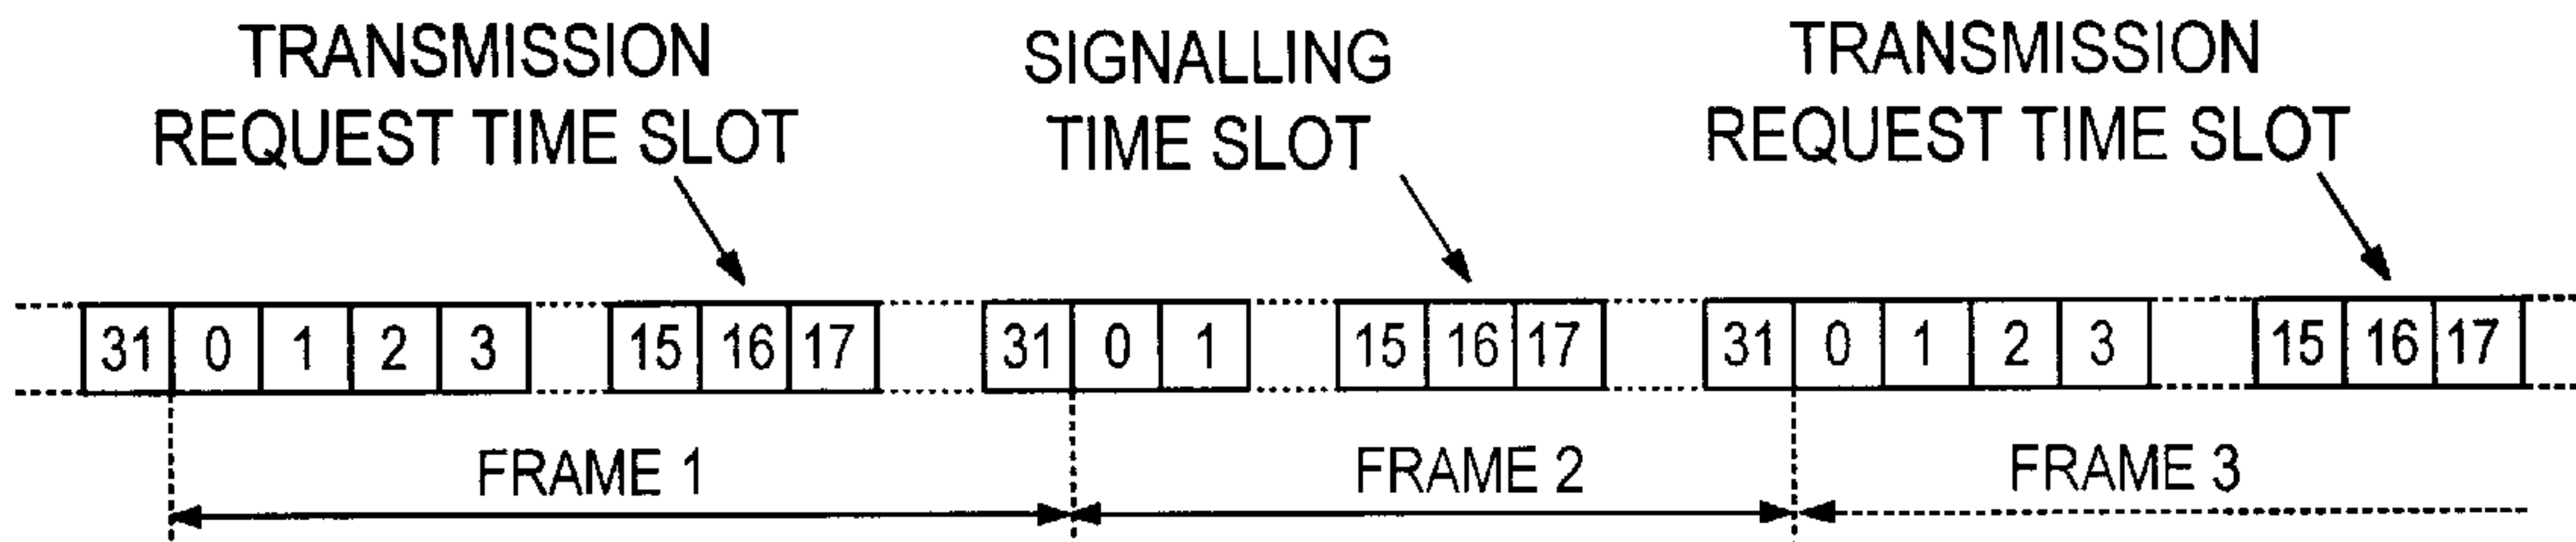 TRANSMISSION
REQUEST TIME SLOT
SIGNALLING
TIME SLOT
TRANSMISSION
REQUEST TIME SLOT
31 0 1 2 3 15 16 17 31 0 1 15 16 17 31 0 1 2 3 15 16 17
FRAME 1 FRAME 2 FRAME 3